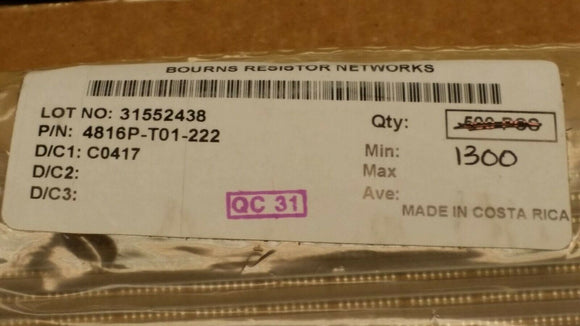 BOURNS RESISTOR NETWORKS
LOT NO: 31552438
P/N: 4816P-T01-222
D/C1: C0417
D/C2:
D/C3:
QC 31
Qty:
Min: 1300
Max
Ave:
MADE IN COSTA RICA